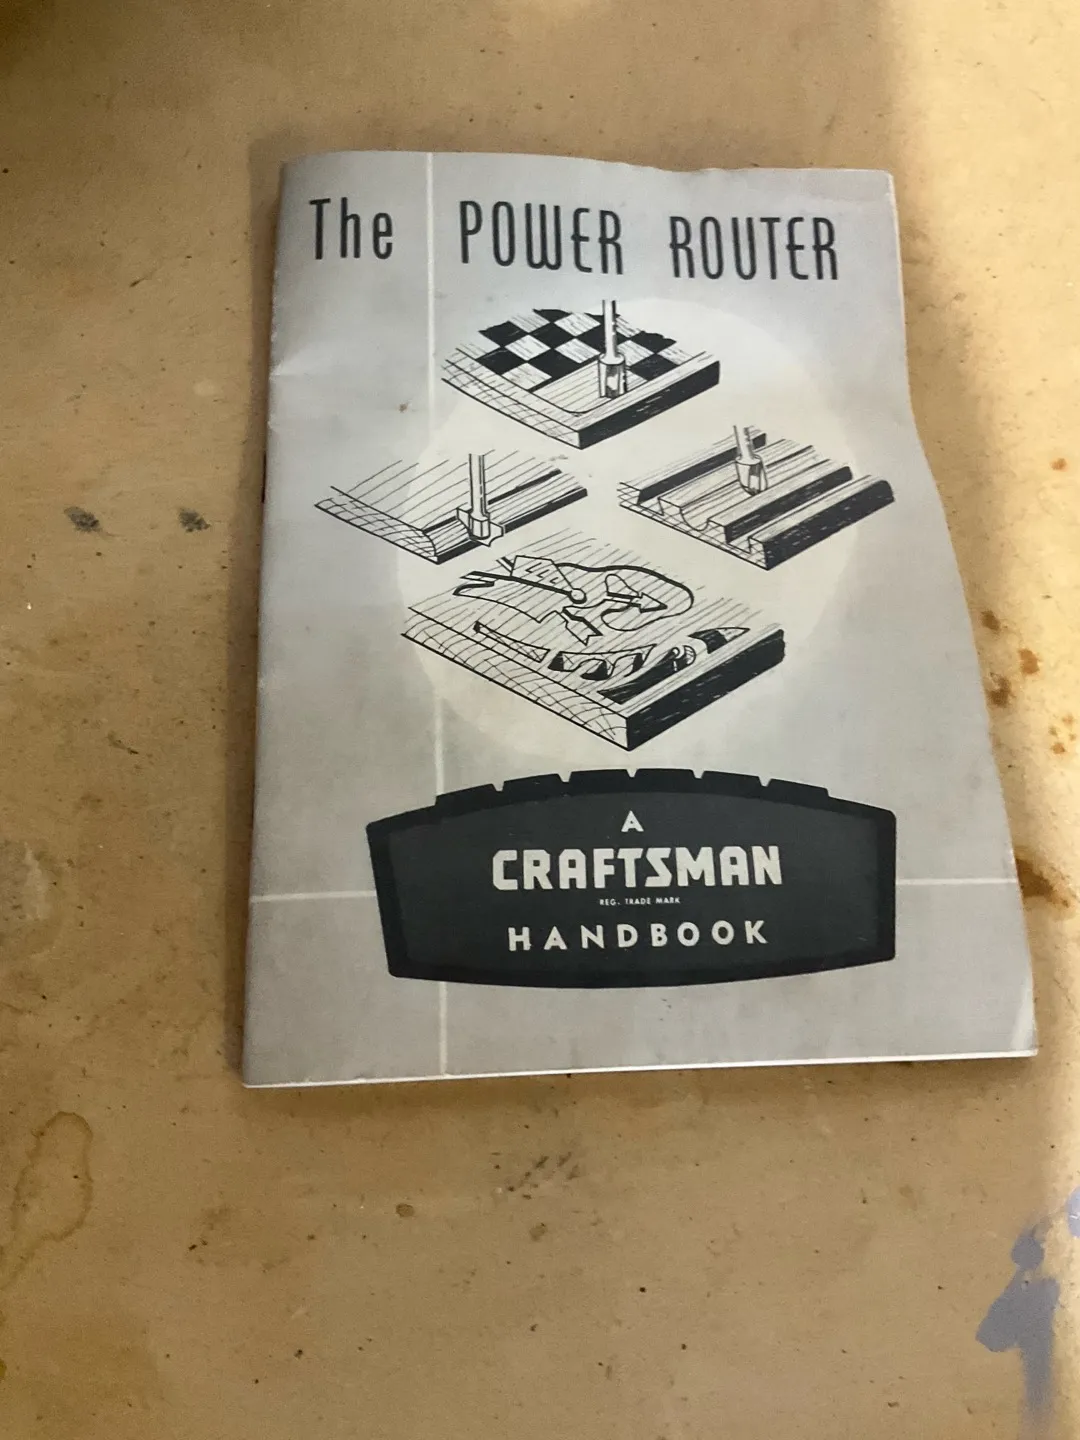 The POWER ROUTER
A
CRAFTSMAN
REG. TRADE MARK
HANDBOOK